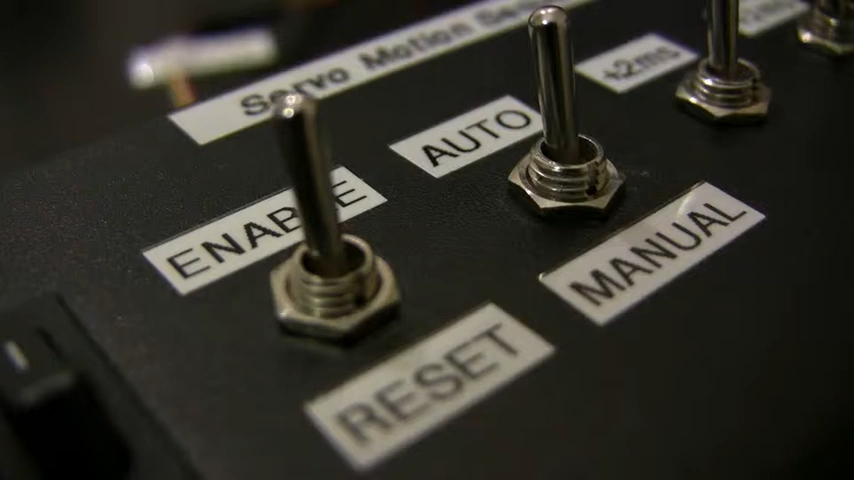 Servo Motion
ENABLE
AUTO
+2ms
RESET
MANUAL